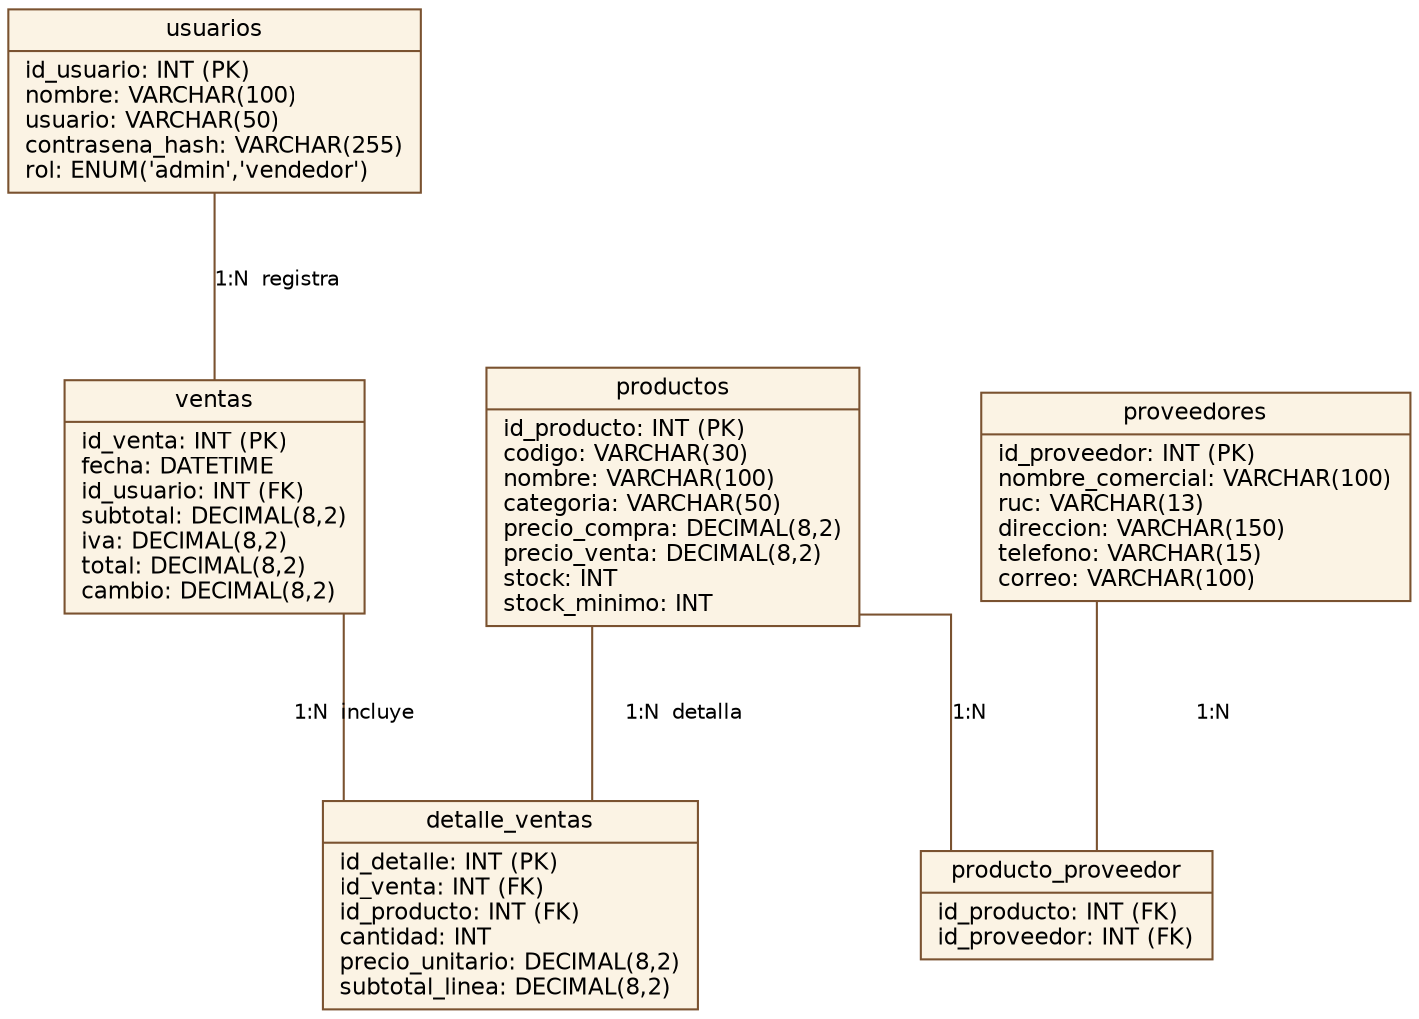 usuarios
id_usuario: INT (PK)
nombre: VARCHAR(100)
usuario: VARCHAR(50)
contrasena_hash: VARCHAR(255)
rol: ENUM('admin','vendedor')
1:N  registra
ventas
id_venta: INT (PK)
fecha: DATETIME
id_usuario: INT (FK)
subtotal: DECIMAL(8,2)
iva: DECIMAL(8,2)
total: DECIMAL(8,2)
cambio: DECIMAL(8,2)
productos
id_producto: INT (PK)
codigo: VARCHAR(30)
nombre: VARCHAR(100)
categoria: VARCHAR(50)
precio_compra: DECIMAL(8,2)
precio_venta: DECIMAL(8,2)
stock: INT
stock_minimo: INT
proveedores
id_proveedor: INT (PK)
nombre_comercial: VARCHAR(100)
ruc: VARCHAR(13)
direccion: VARCHAR(150)
telefono: VARCHAR(15)
correo: VARCHAR(100)
1:N  incluye
1:N  detalla
1:N
1:N
detalle_ventas
id_detalle: INT (PK)
id_venta: INT (FK)
id_producto: INT (FK)
cantidad: INT
precio_unitario: DECIMAL(8,2)
subtotal_linea: DECIMAL(8,2)
producto_proveedor
id_producto: INT (FK)
id_proveedor: INT (FK)